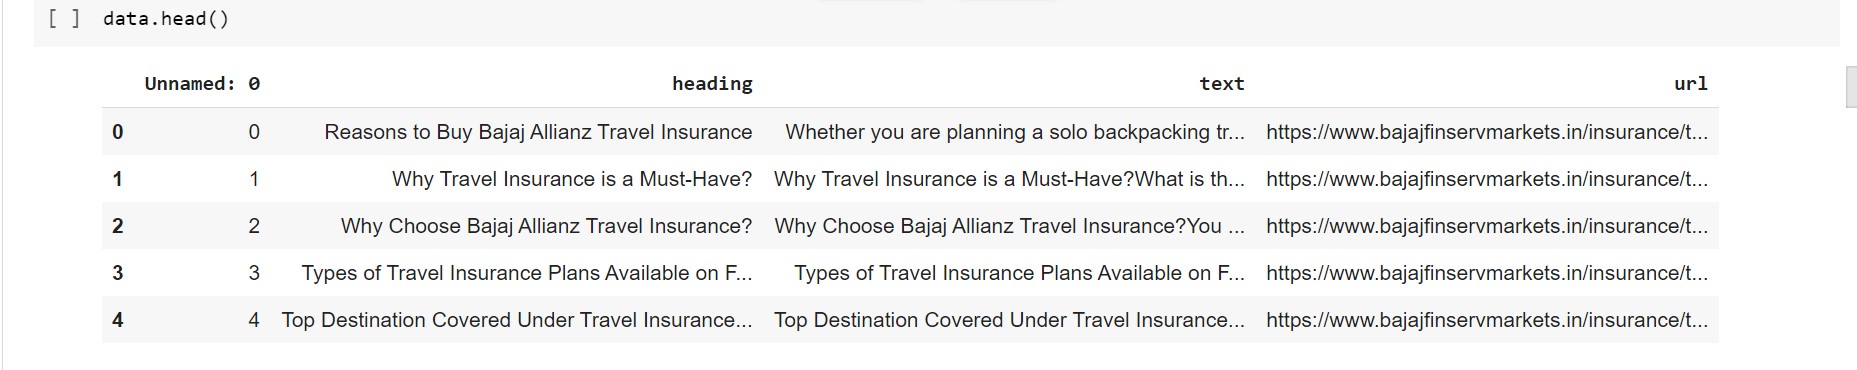 [ ] data.head()
Unnamed: 0 heading text url
0 0 Reasons to Buy Bajaj Allianz Travel Insurance Whether you are planning a solo backpacking tr... https://www.bajajfinservmarkets.in/insurance/t...
1 1 Why Travel Insurance is a Must-Have? Why Travel Insurance is a Must-Have?What is th... https://www.bajajfinservmarkets.in/insurance/t...
2 2 Why Choose Bajaj Allianz Travel Insurance? Why Choose Bajaj Allianz Travel Insurance?You ... https://www.bajajfinservmarkets.in/insurance/t...
3 3 Types of Travel Insurance Plans Available on F... Types of Travel Insurance Plans Available on F... https://www.bajajfinservmarkets.in/insurance/t...
4 4 Top Destination Covered Under Travel Insurance... Top Destination Covered Under Travel Insurance... https://www.bajajfinservmarkets.in/insurance/t...